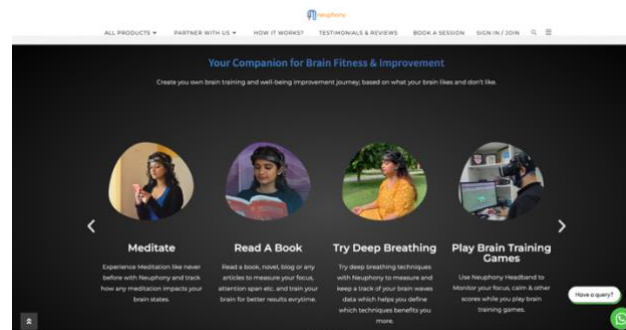 neuphony
ALL PRODUCTS
PARTNER WITH US
HOW IT WORKS?
TESTIMONIALS & REVIEWS
BOOK A SESSION
SIGN IN / JOIN
Your Companion for Brain Fitness & Improvement
Create you own brain training and well-being improvement journey; based on what your brain likes and don't like.
Meditate
Experience Meditation like never
before with Neuphony and track
how any meditation impacts your
brain states.
Read A Book
Read a book, novel, blog or any
articles to measure your focus,
attention span etc. and train your
brain for better results evrytime.
Try Deep Breathing
Try deep breathing techniques
with Neuphony to measure and
keep a track of your brain waves
data which helps you define
which techniques benefits you
more.
Play Brain Training
Games
Use Neuphony Headband to
Monitor your focus, calm & other
scores while you play brain
training games.
Have a query?